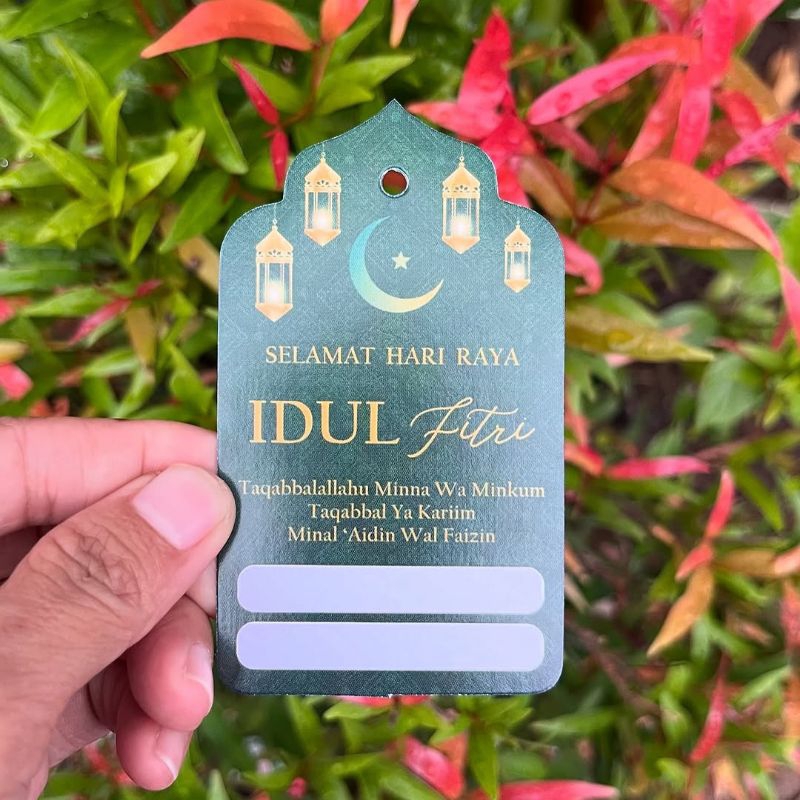 SELAMAT HARI RAYA
IDUL Fitri
Taqabbalallahu Minna Wa Minkum
Taqabbal Ya Kariim
Minal ‘Aidin Wal Faizin